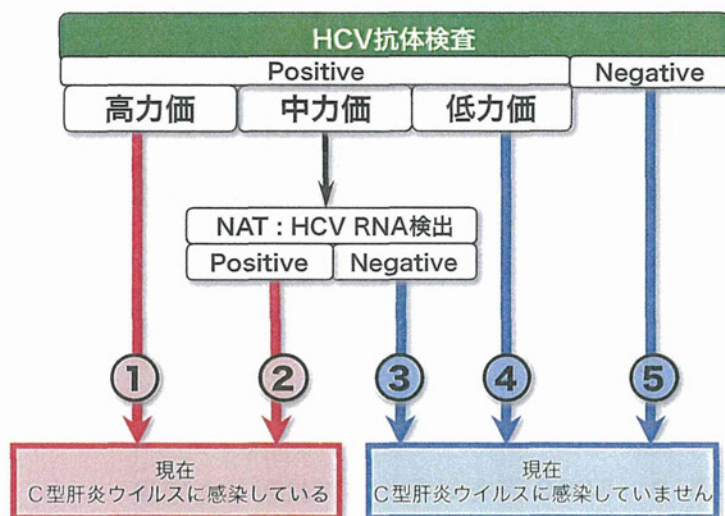 HCV抗体検査
Positive
Negative
高力価
中力価
低力価
NAT : HCV RNA検出
Positive
Negative
①
②
③
④
⑤
現在
C型肝炎ウイルスに感染している
現在
C型肝炎ウイルスに感染していません